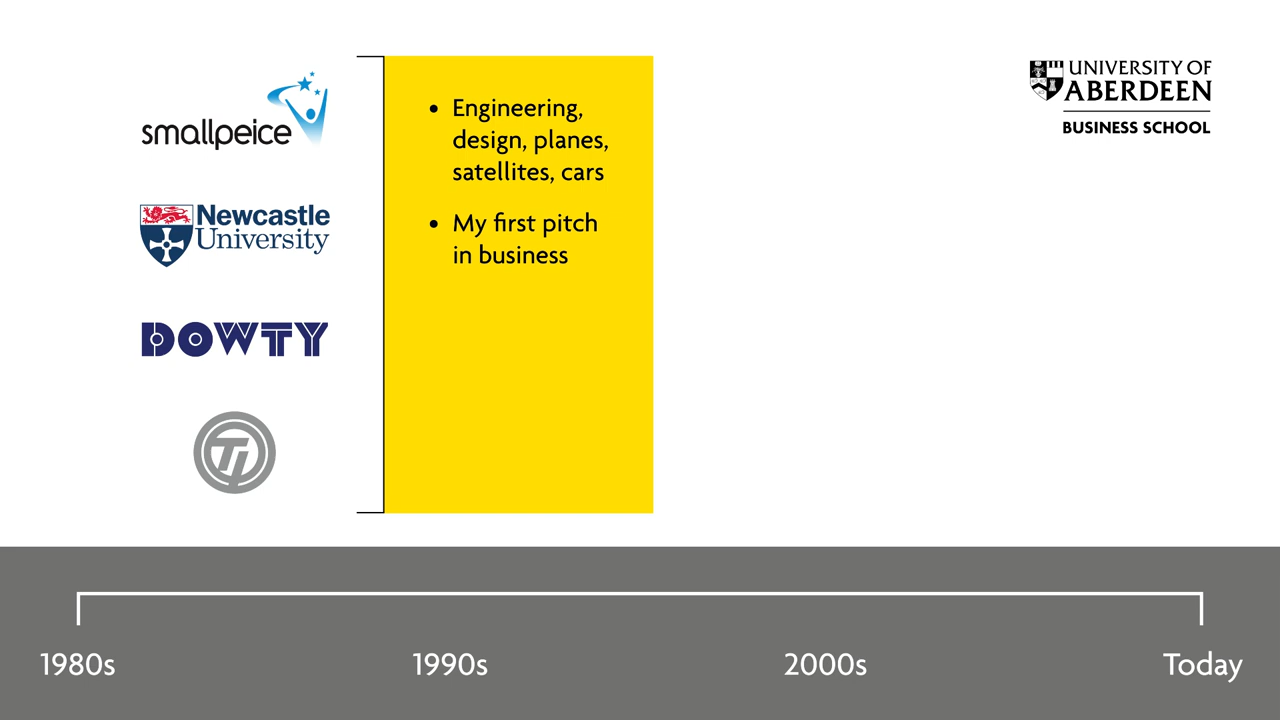 smallpeice
Newcastle
University
DOWTY
TI
• Engineering,
design, planes,
satellites, cars
• My first pitch
in business
UNIVERSITY OF
ABERDEEN
BUSINESS SCHOOL
1980s
1990s
2000s
Today